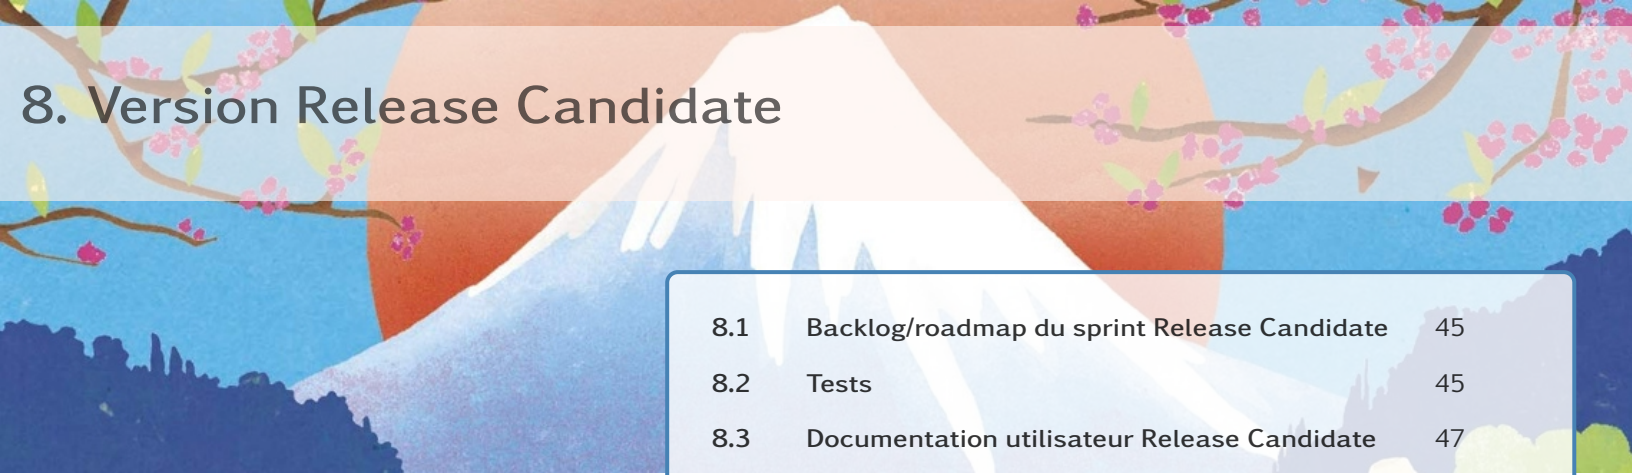 8. Version Release Candidate
8.1 Backlog/roadmap du sprint Release Candidate 45
8.2 Tests 45
8.3 Documentation utilisateur Release Candidate 47